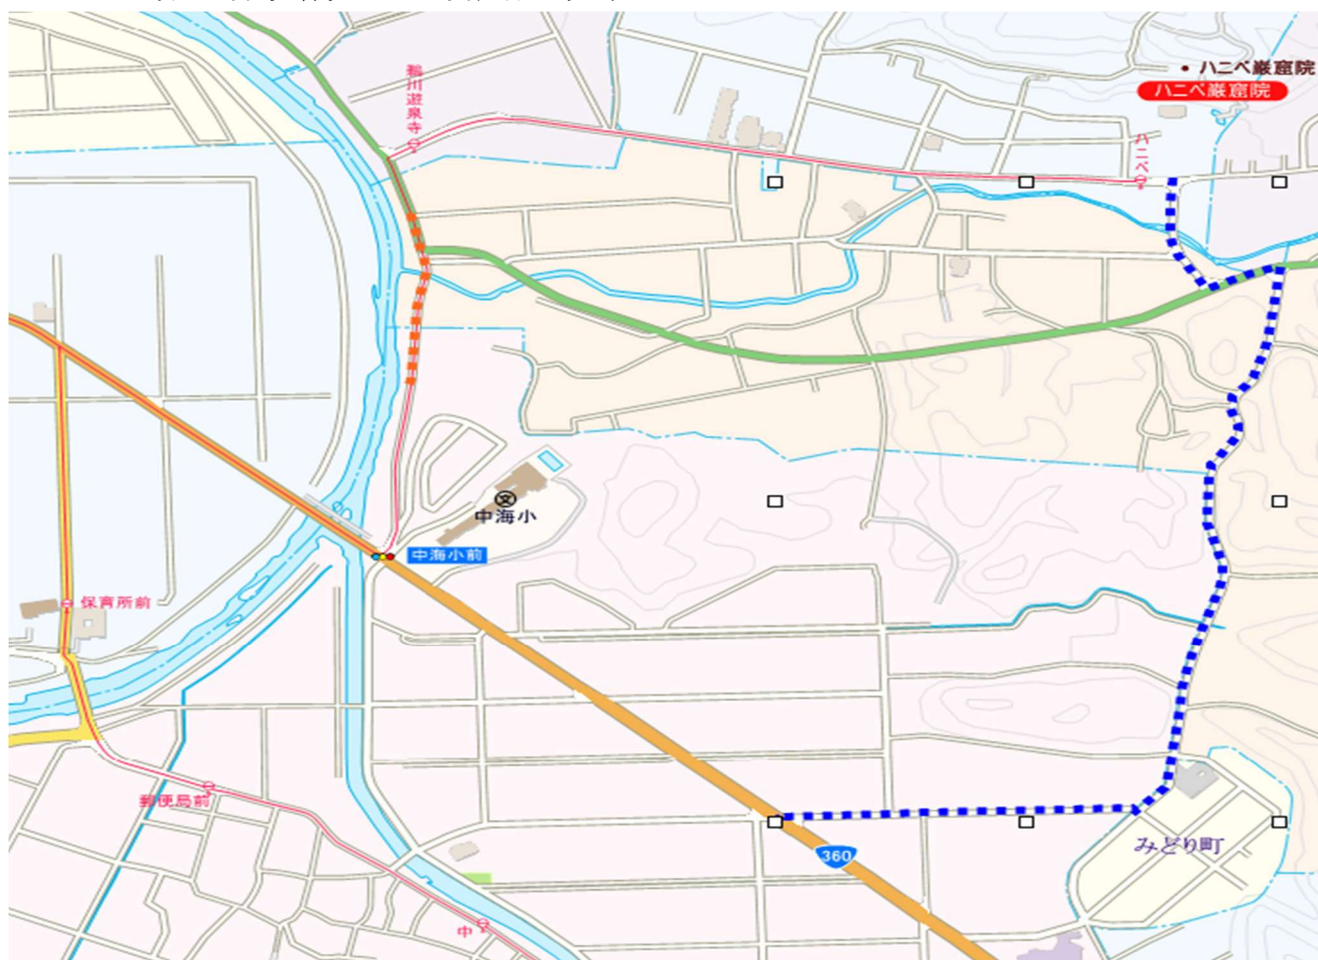 ハニベ巌窟院
ハニベ巌窟院
鵜川遊泉寺
ハニベ
中海小
中海小前
保育所前
郵便局前
みどり町
360
中